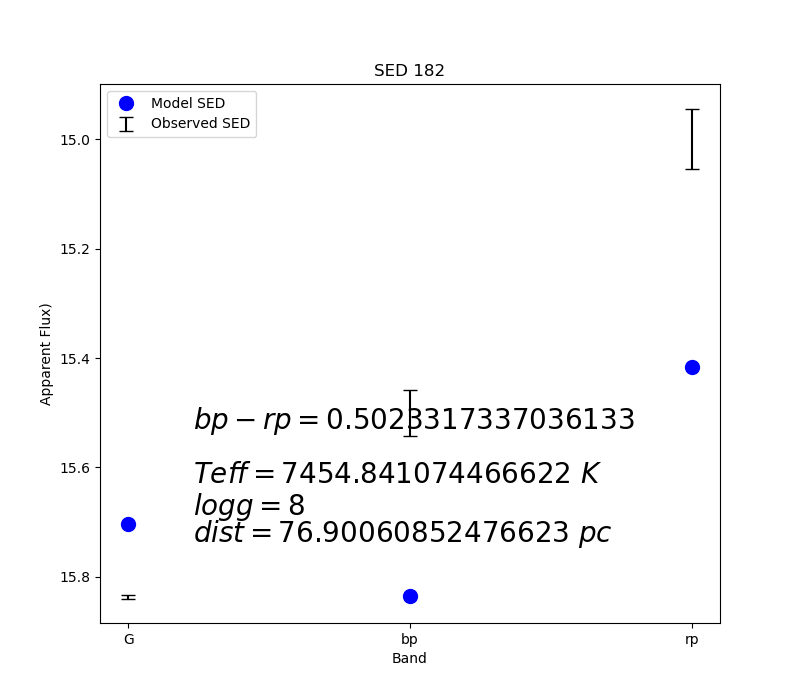 SED 182
Model SED
Observed SED
15.0
15.2
15.4
15.6
15.8
Apparent Flux)
bp − rp = 0.5023317337036133
Teff = 7454.841074466622 K
logg = 8
dist = 76.90060852476623 pc
G bp rp
Band